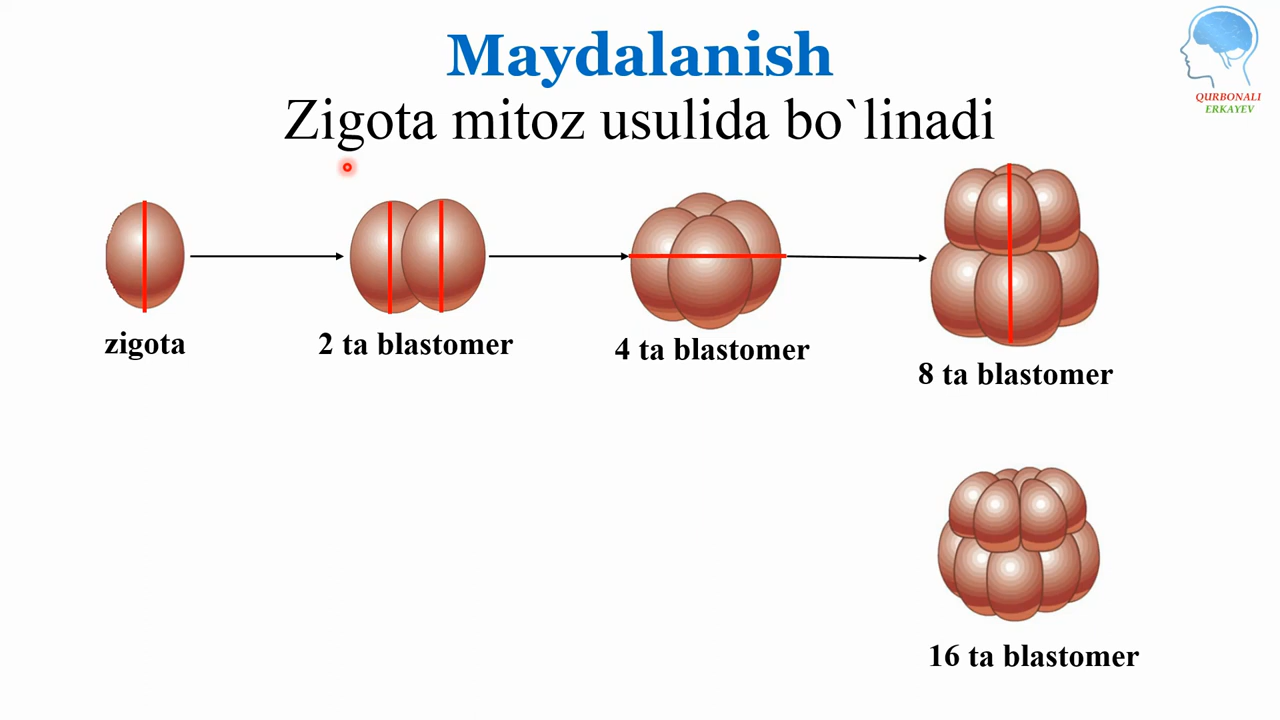 Maydalanish
Zigota mitoz usulida bo`linadi
QURBONALI
ERKAYEV
zigota
2 ta blastomer
4 ta blastomer
8 ta blastomer
16 ta blastomer